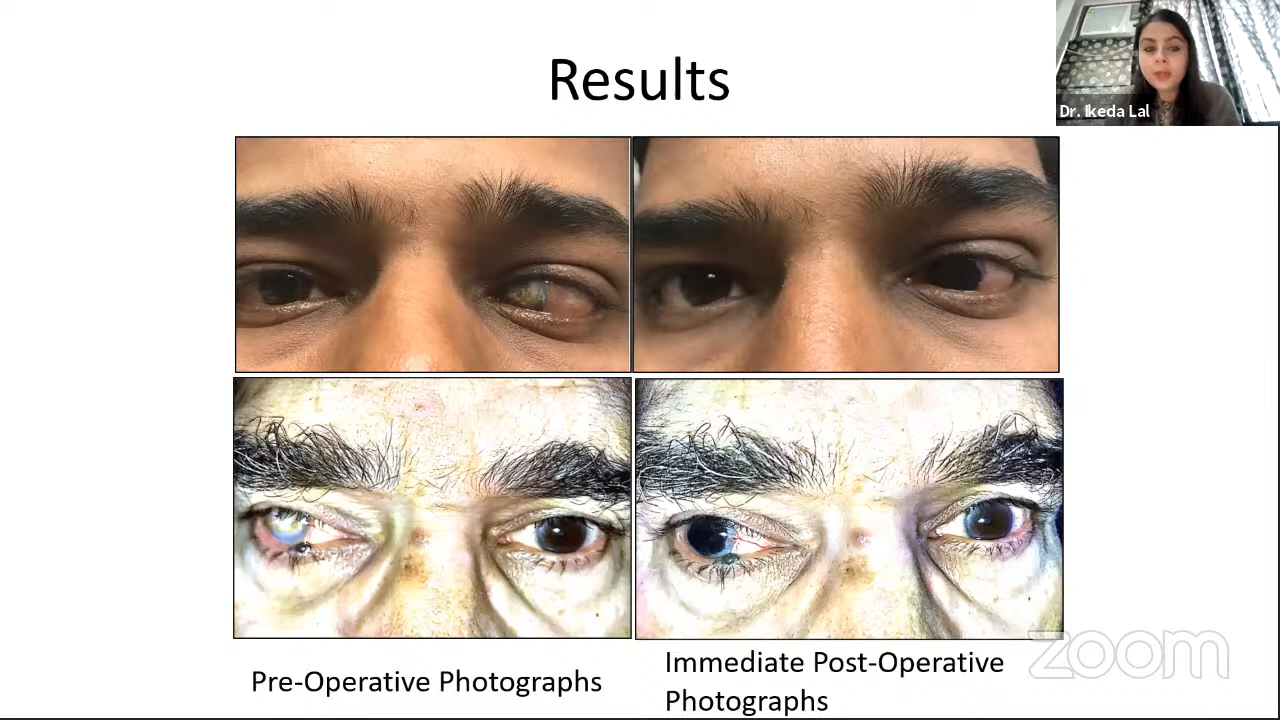 Results
Dr. Ikeda Lal
Pre-Operative Photographs
Immediate Post-Operative
Photographs
zoom